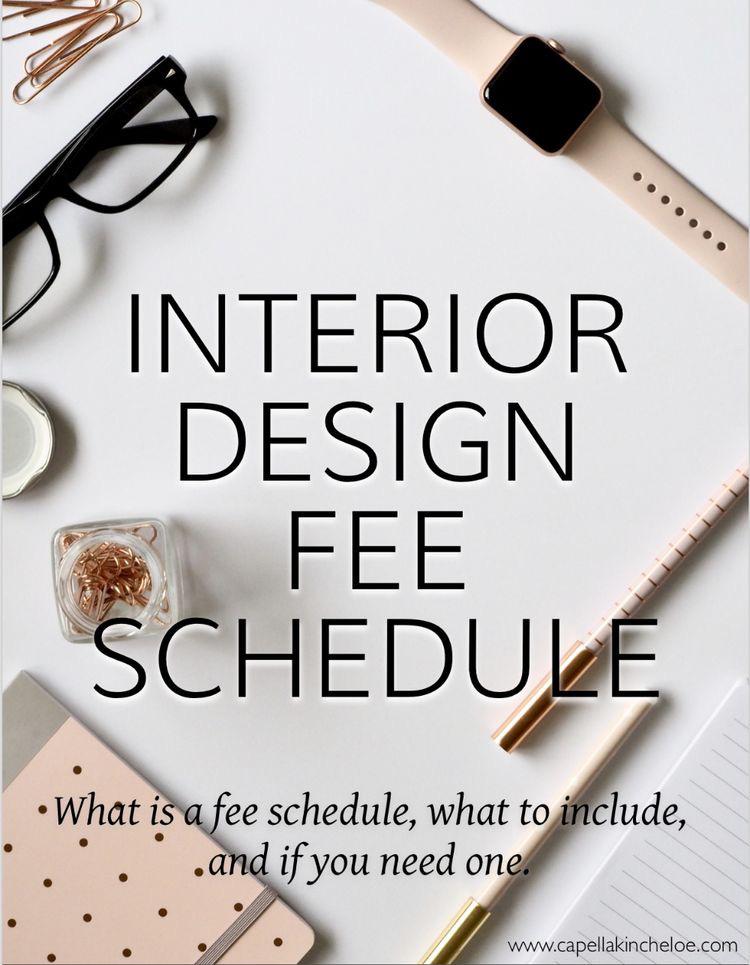 INTERIOR
DESIGN
FEE
SCHEDULE
What is a fee schedule, what to include,
and if you need one.
www.capellakincheloe.com